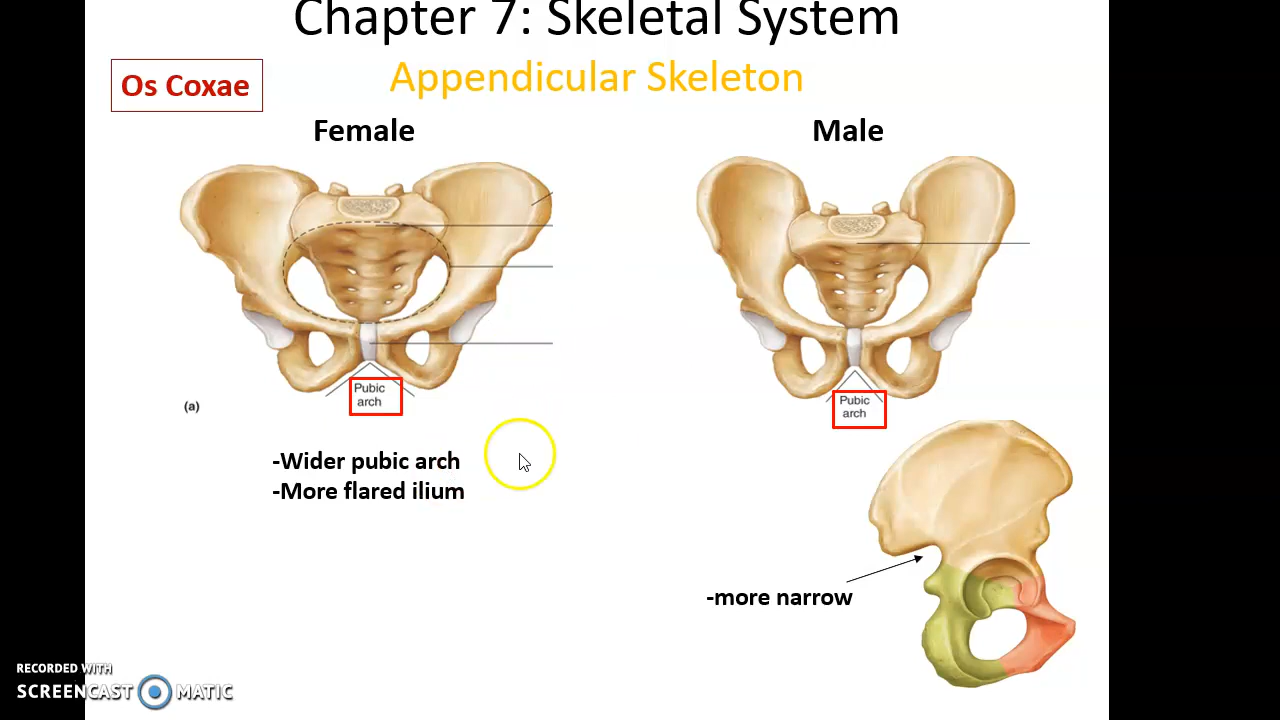 Chapter 7: Skeletal System
Appendicular Skeleton
Os Coxae
Female
Male
Pubic
arch
(a)
Pubic
arch
-Wider pubic arch
-More flared ilium
-more narrow
RECORDED WITH
SCREENCAST MATIC